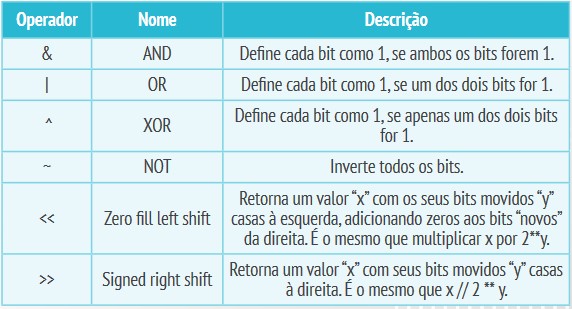 Operador Nome Descrição
& AND Define cada bit como 1, se ambos os bits forem 1.
| OR Define cada bit como 1, se um dos dois bits for 1.
^ XOR Define cada bit como 1, se apenas um dos dois bits
for 1.
~ NOT Inverte todos os bits.
<< Zero fill left shift Retorna um valor “x” com os seus bits movidos “y”
casas à esquerda, adicionando zeros aos bits “novos”
da direita. É o mesmo que multiplicar x por 2**y.
>> Signed right shift Retorna um valor “x” com seus bits movidos “y” casas
à direita. É o mesmo que x // 2 ** y.